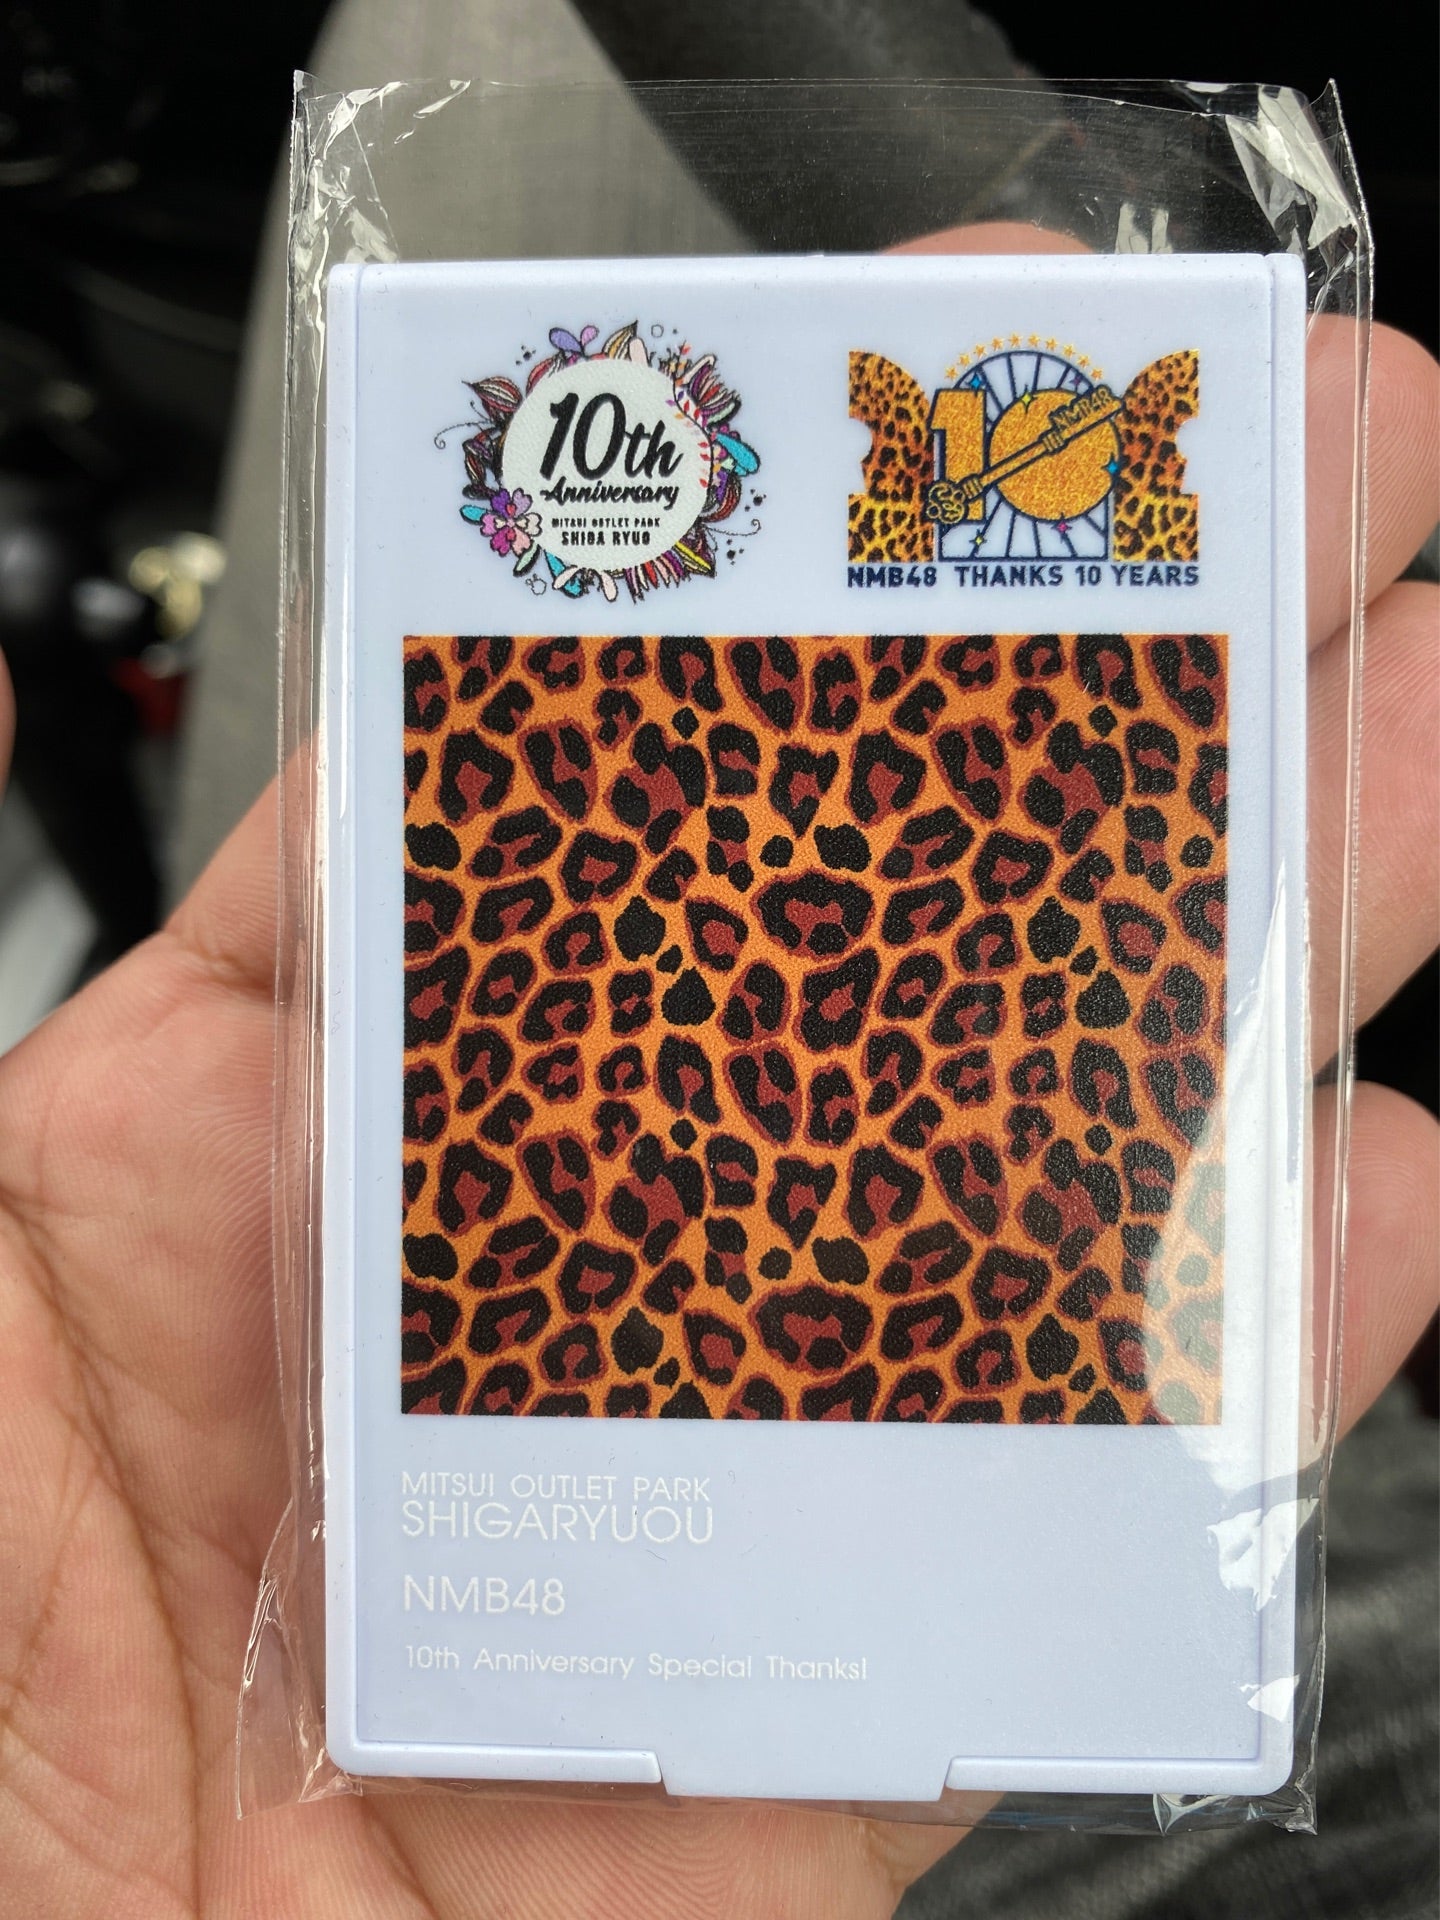 10th
Anniversary
MITSUI OUTLET PARK
SHIGA RYUO
10
NMB48
NMB48 THANKS 10 YEARS
MITSUI OUTLET PARK
SHIGARYUOU
NMB48
10th Anniversary Special Thanks!